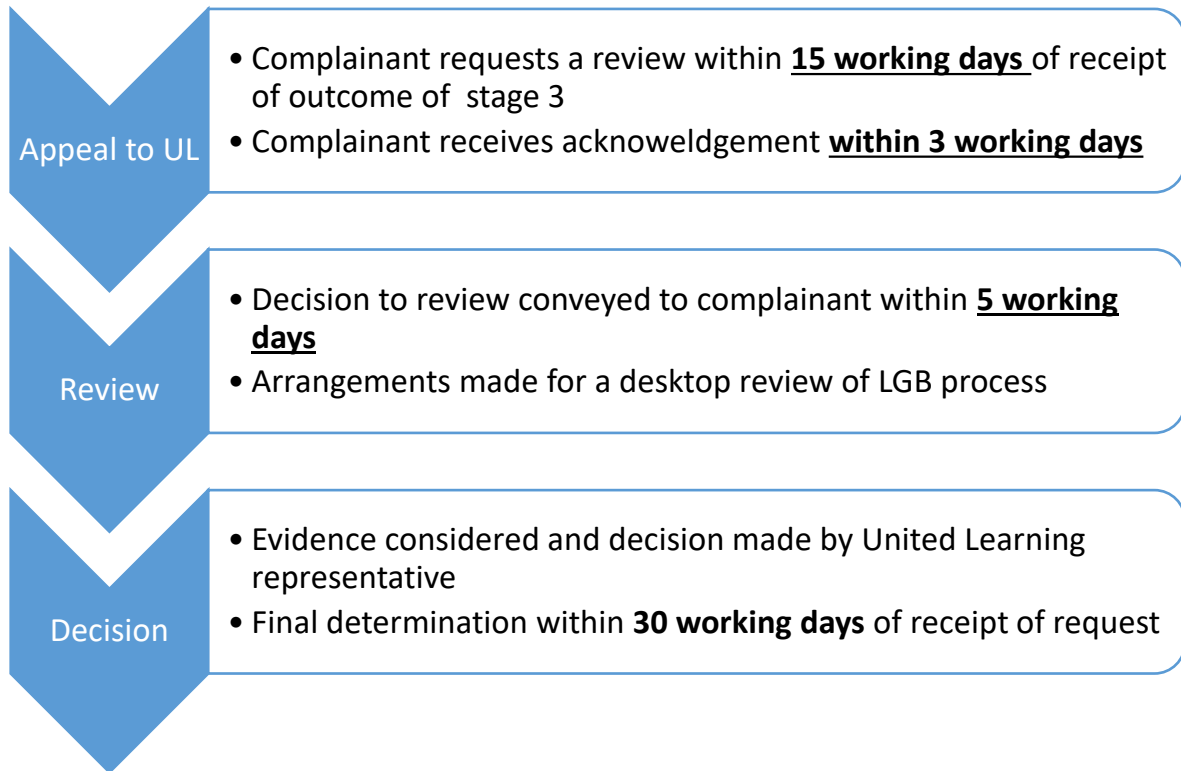 Appeal to UL
• Complainant requests a review within 15 working days of receipt
of outcome of stage 3
• Complainant receives acknoweldgement within 3 working days
Review
• Decision to review conveyed to complainant within 5 working
days
• Arrangements made for a desktop review of LGB process
Decision
• Evidence considered and decision made by United Learning
representative
• Final determination within 30 working days of receipt of request